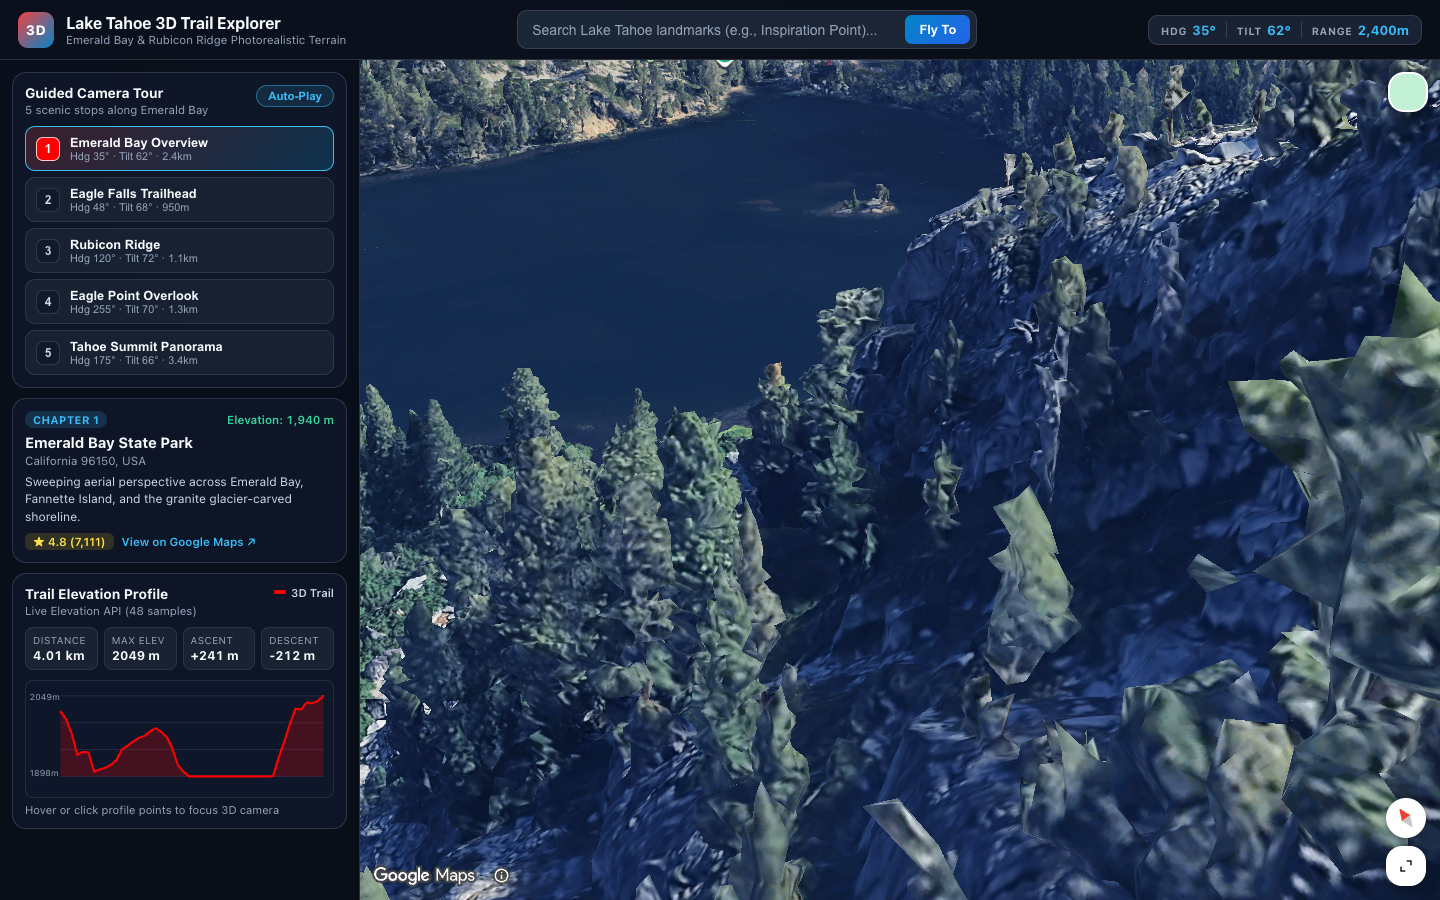 3D
Lake Tahoe 3D Trail Explorer
Emerald Bay & Rubicon Ridge Photorealistic Terrain
Search Lake Tahoe landmarks (e.g., Inspiration Point)...
Fly To
HDG 35° TILT 62° RANGE 2,400m
Guided Camera Tour
5 scenic stops along Emerald Bay
Auto-Play
1
Emerald Bay Overview
Hdg 35° · Tilt 62° · 2.4km
2
Eagle Falls Trailhead
Hdg 48° · Tilt 68° · 950m
3
Rubicon Ridge
Hdg 120° · Tilt 72° · 1.1km
4
Eagle Point Overlook
Hdg 255° · Tilt 70° · 1.3km
5
Tahoe Summit Panorama
Hdg 175° · Tilt 66° · 3.4km
CHAPTER 1
Elevation: 1,940 m
Emerald Bay State Park
California 96150, USA
Sweeping aerial perspective across Emerald Bay,
Fannette Island, and the granite glacier-carved
shoreline.
★ 4.8 (7,111)
View on Google Maps ↗
Trail Elevation Profile
3D Trail
Live Elevation API (48 samples)
DISTANCE
4.01 km
MAX ELEV
2049 m
ASCENT
+241 m
DESCENT
-212 m
2049m
1898m
Hover or click profile points to focus 3D camera
Google Maps